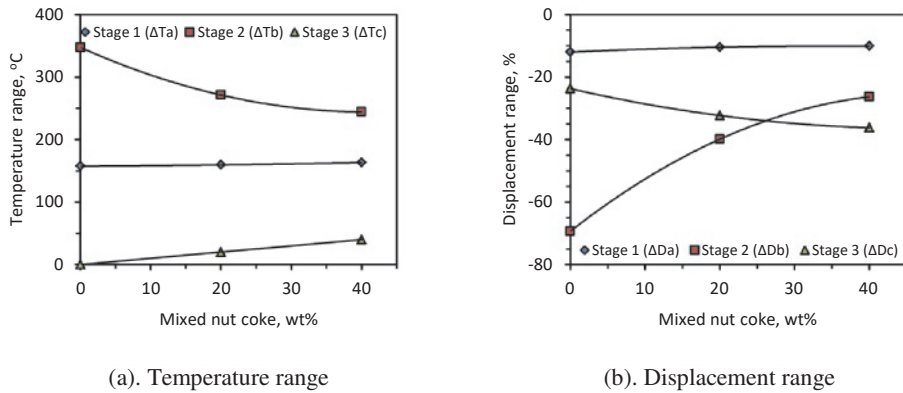 Stage 1 (ΔTa) Stage 2 (ΔTb) Stage 3 (ΔTc)
Temperature range, °C
400
300
200
100
0
0 10 20 30 40
Mixed nut coke, wt%
(a). Temperature range
Displacement range, %
0
-20
-40
-60
-80
Stage 1 (ΔDa) Stage 2 (ΔDb) Stage 3 (ΔDc)
0 10 20 30 40
Mixed nut coke, wt%
(b). Displacement range